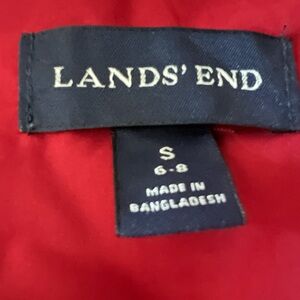 LANDS' END
S
6-8
MADE IN
BANGLADESH